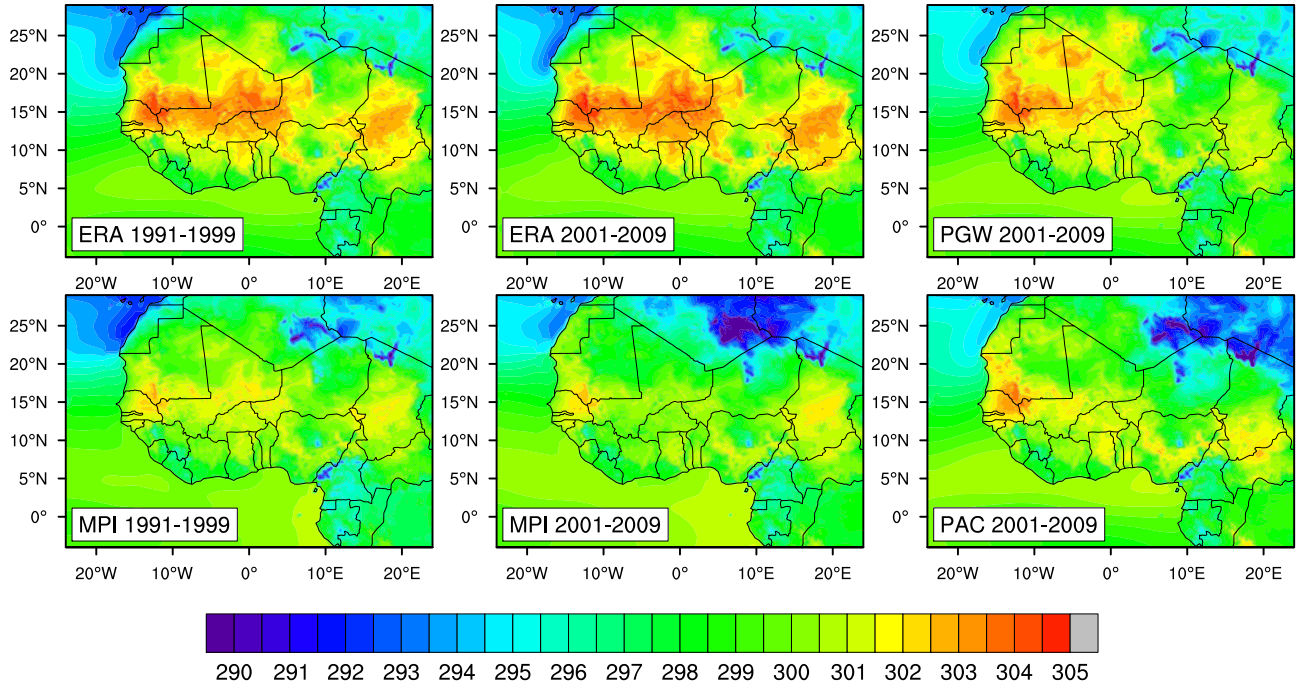 25°N
20°N
15°N
10°N
5°N
0°
ERA 1991-1999
20°W 10°W 0° 10°E 20°E
25°N
20°N
15°N
10°N
5°N
0°
ERA 2001-2009
20°W 10°W 0° 10°E 20°E
25°N
20°N
15°N
10°N
5°N
0°
PGW 2001-2009
20°W 10°W 0° 10°E 20°E
25°N
20°N
15°N
10°N
5°N
0°
MPI 1991-1999
20°W 10°W 0° 10°E 20°E
25°N
20°N
15°N
10°N
5°N
0°
MPI 2001-2009
20°W 10°W 0° 10°E 20°E
25°N
20°N
15°N
10°N
5°N
0°
PAC 2001-2009
20°W 10°W 0° 10°E 20°E
290 291 292 293 294 295 296 297 298 299 300 301 302 303 304 305